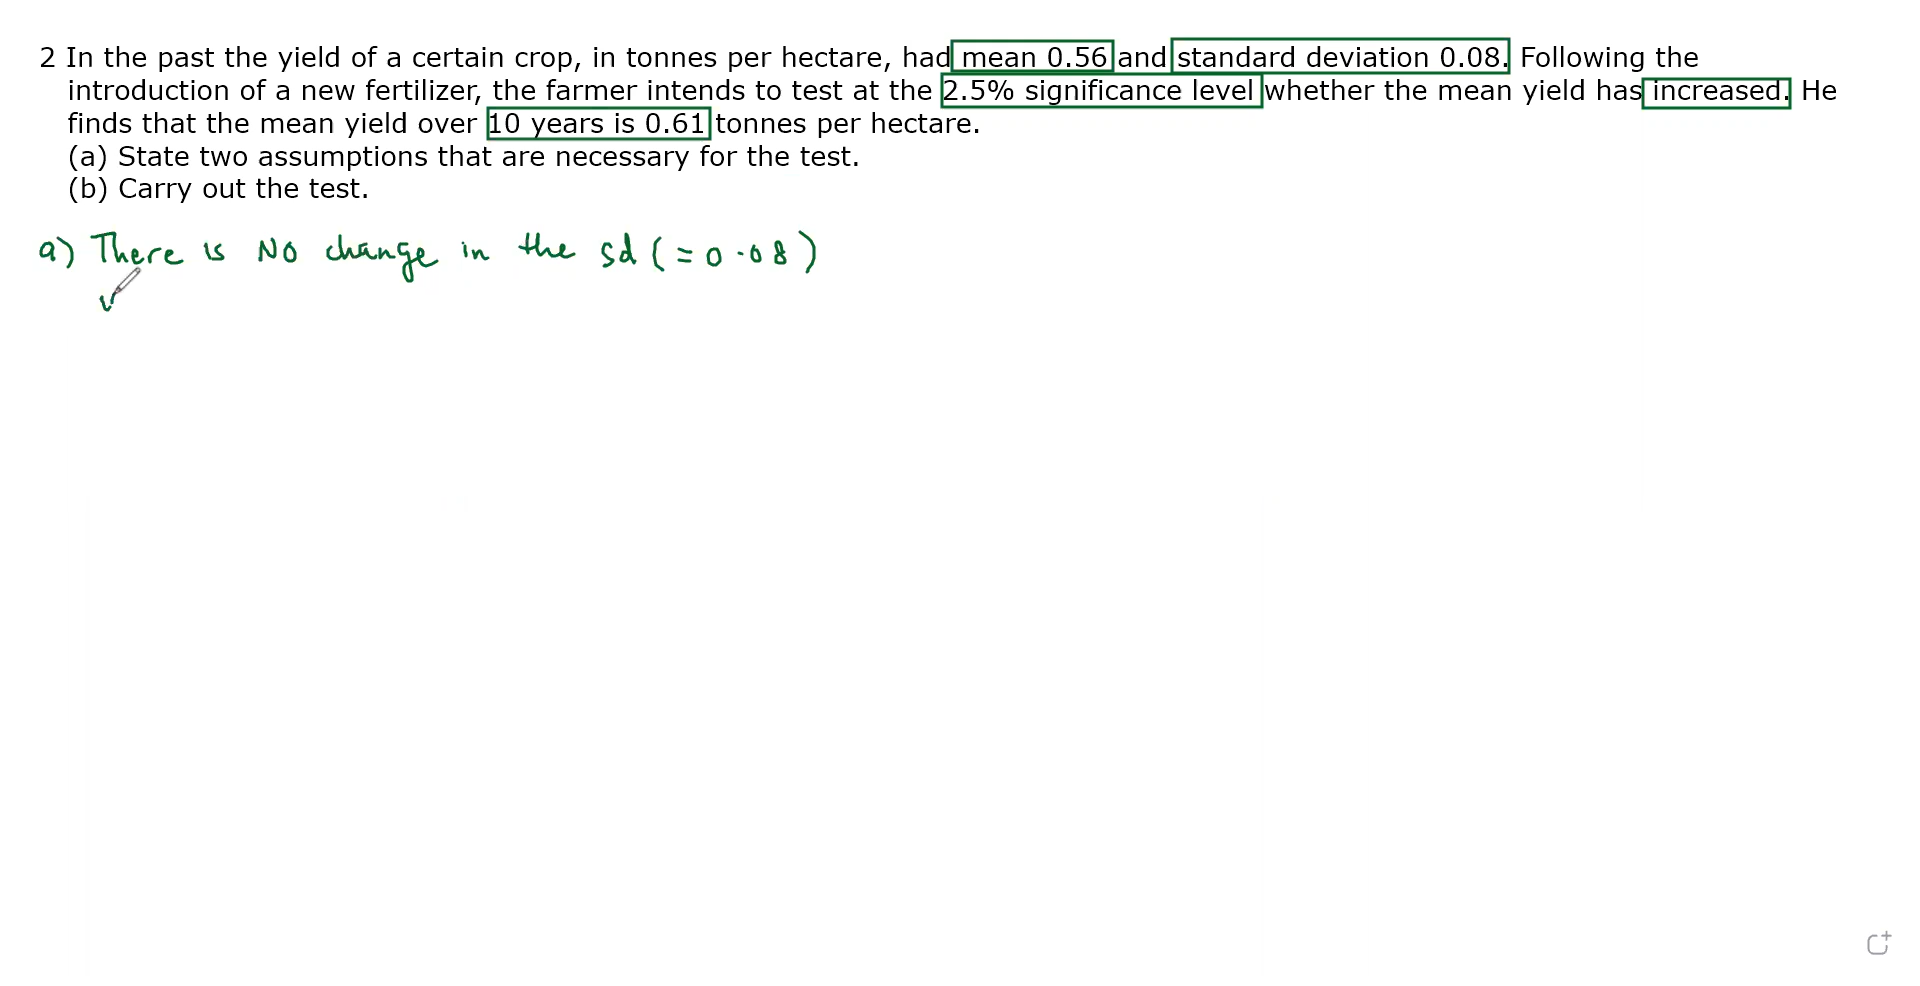 2 In the past the yield of a certain crop, in tonnes per hectare, had mean 0.56 and standard deviation 0.08. Following the
introduction of a new fertilizer, the farmer intends to test at the 2.5% significance level whether the mean yield has increased. He
finds that the mean yield over 10 years is 0.61 tonnes per hectare.
(a) State two assumptions that are necessary for the test.
(b) Carry out the test.
a) There is NO change in the sd (= 0.08)